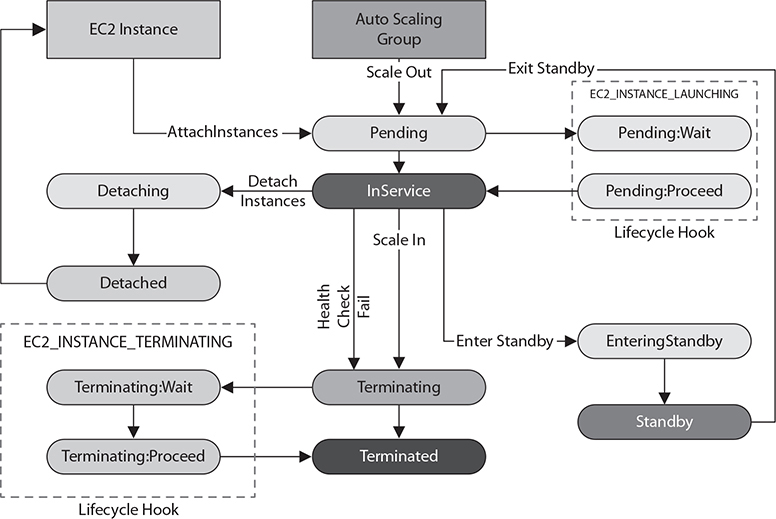 EC2 Instance
Auto Scaling
Group
Scale Out
Exit Standby
EC2_INSTANCE_LAUNCHING
AttachInstances
Pending
Pending:Wait
Detaching
Detach
Instances
InService
Pending:Proceed
Lifecycle Hook
Scale In
Detached
Health
Check
Fail
EC2_INSTANCE_TERMINATING
Enter Standby
EnteringStandby
Terminating:Wait
Terminating
Standby
Terminating:Proceed
Terminated
Lifecycle Hook